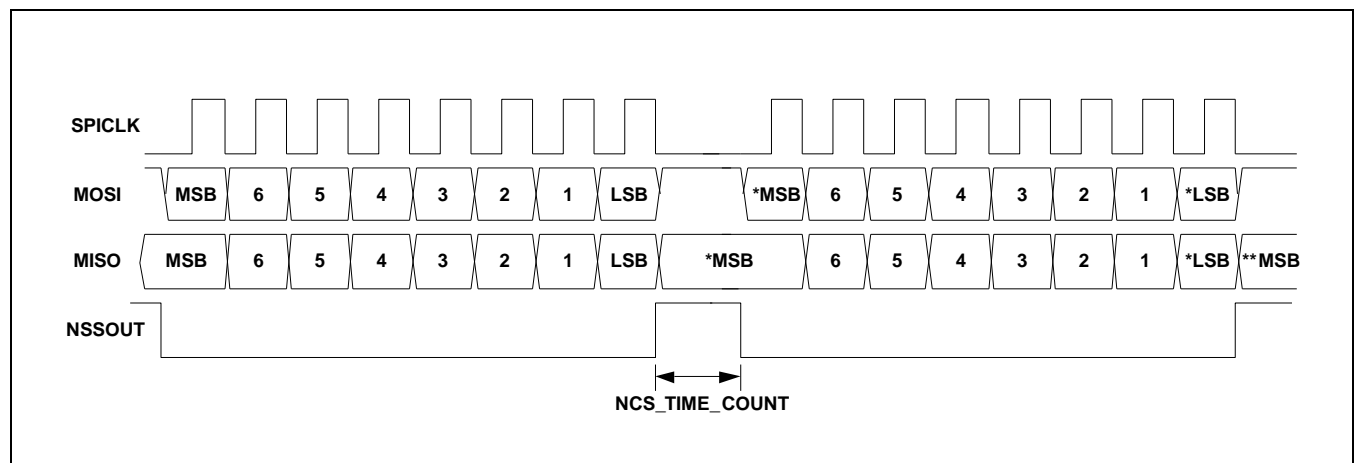 SPICLK
MOSI MSB 6 5 4 3 2 1 LSB *MSB 6 5 4 3 2 1 *LSB
MISO MSB 6 5 4 3 2 1 LSB *MSB 6 5 4 3 2 1 *LSB **MSB
NSSOUT
NCS_TIME_COUNT